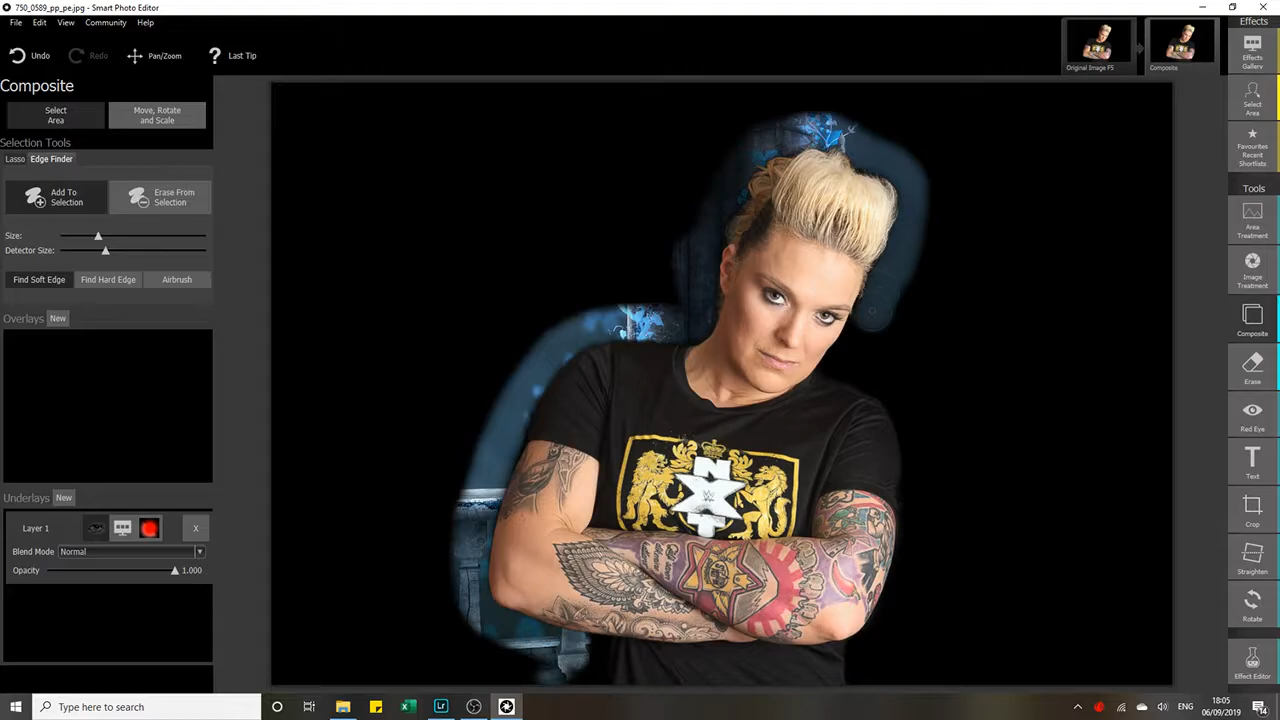 750_0589_pp_pe.jpg - Smart Photo Editor
File Edit View Community Help
Undo Redo Pan/Zoom ? Last Tip
Original Image F5
Composite
Composite
Select Area
Move, Rotate and Scale
Selection Tools
Lasso Edge Finder
Add To Selection
Erase From Selection
Size:
Detector Size:
Find Soft Edge Find Hard Edge Airbrush
Overlays New
Underlays New
Layer 1 X
Blend Mode Normal
Opacity 1.000
N
W
X
T
Effects
Effects Gallery
Select Area
Favourites Recent Shortlists
Tools
Area Treatment
Image Treatment
Composite
Erase
Red Eye
T
Text
Crop
Straighten
Rotate
Effect Editor
Type here to search
Lr
ENG
18:05
06/09/2019
14